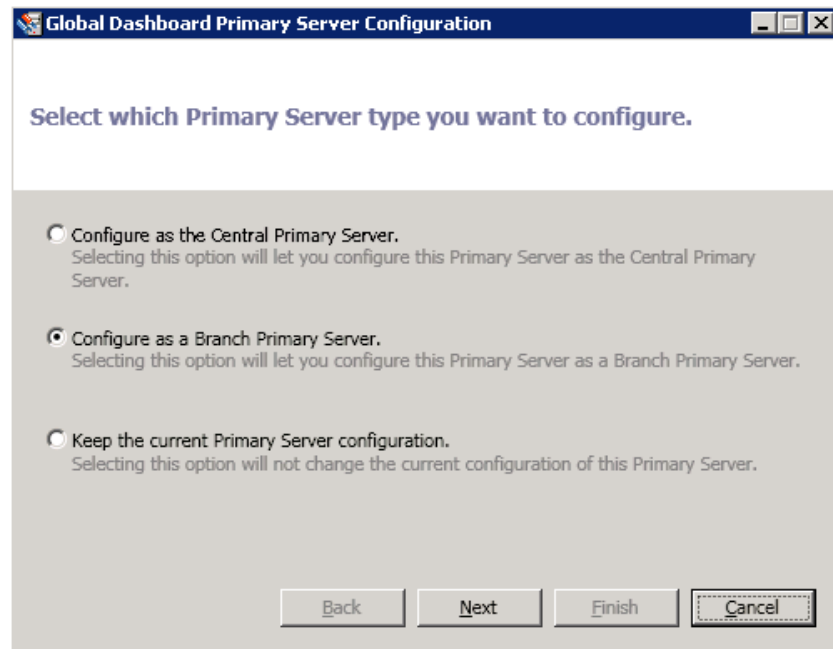 Global Dashboard Primary Server Configuration
Select which Primary Server type you want to configure.
Configure as the Central Primary Server.
Selecting this option will let you configure this Primary Server as the Central Primary
Server.
Configure as a Branch Primary Server.
Selecting this option will let you configure this Primary Server as a Branch Primary Server.
Keep the current Primary Server configuration.
Selecting this option will not change the current configuration of this Primary Server.
Back Next Finish Cancel